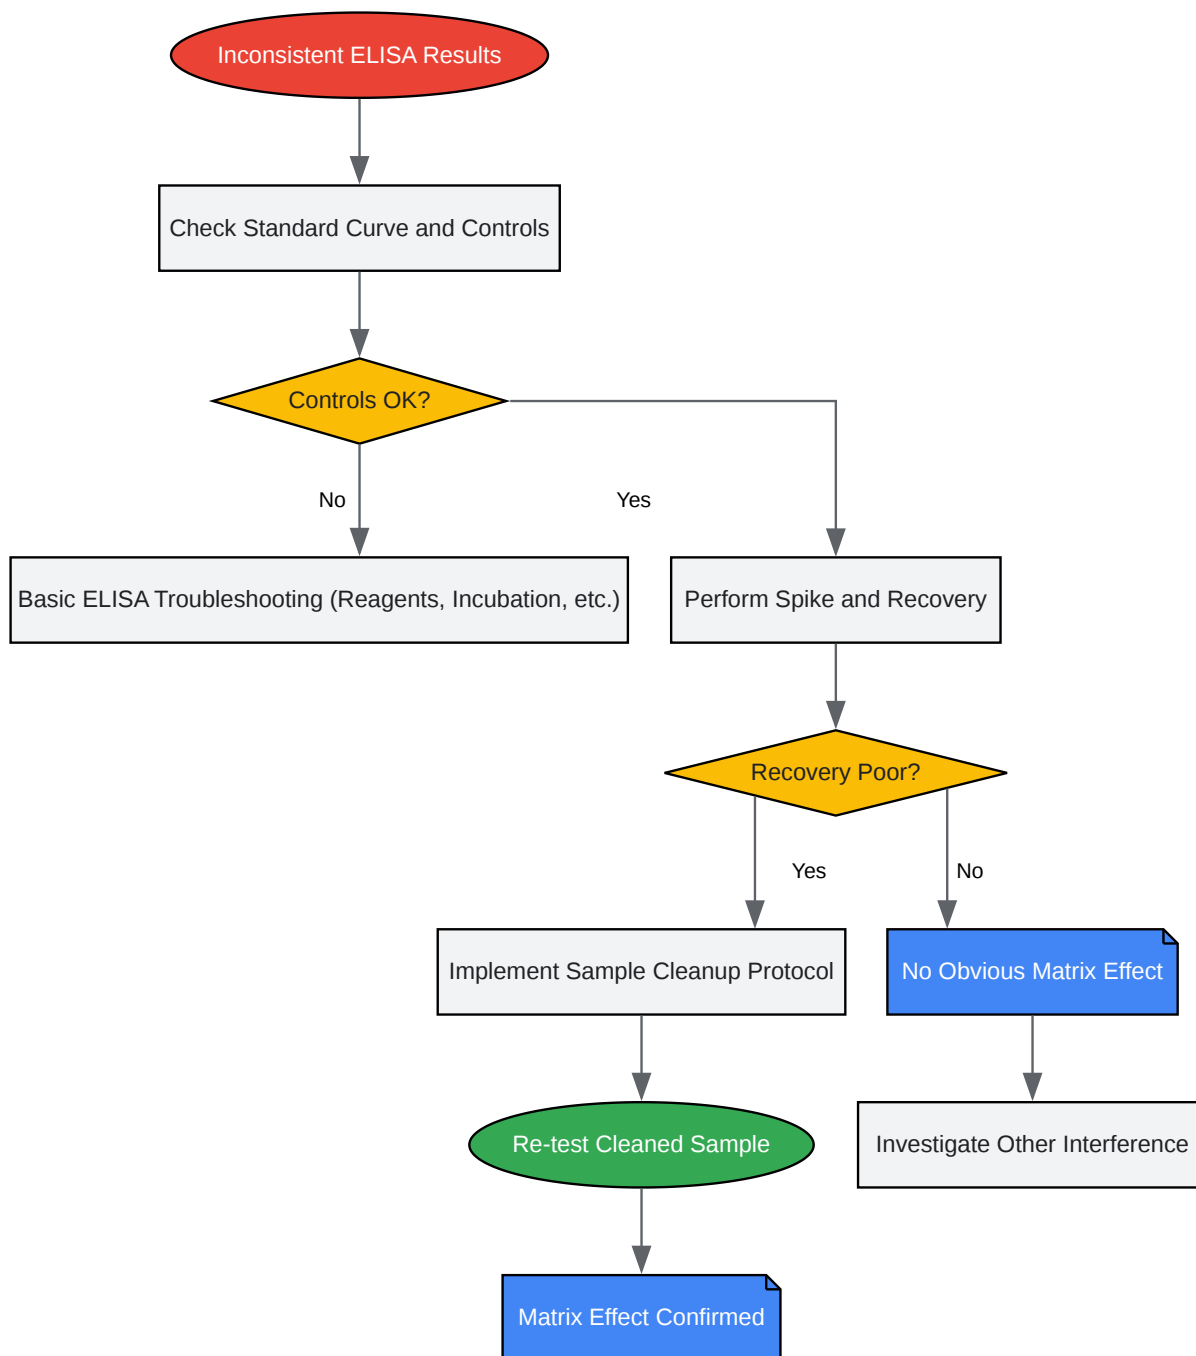 Inconsistent ELISA Results
Check Standard Curve and Controls
Controls OK?
No
Yes
Basic ELISA Troubleshooting (Reagents, Incubation, etc.)
Perform Spike and Recovery
Recovery Poor?
Yes
No
Implement Sample Cleanup Protocol
No Obvious Matrix Effect
Re-test Cleaned Sample
Investigate Other Interference
Matrix Effect Confirmed